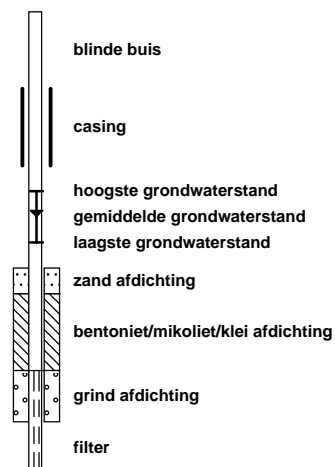 blinde buis
casing
hoogste grondwaterstand
gemiddelde grondwaterstand
laagste grondwaterstand
zand afdichting
bentoniet/mikoliet/klei afdichting
grind afdichting
filter